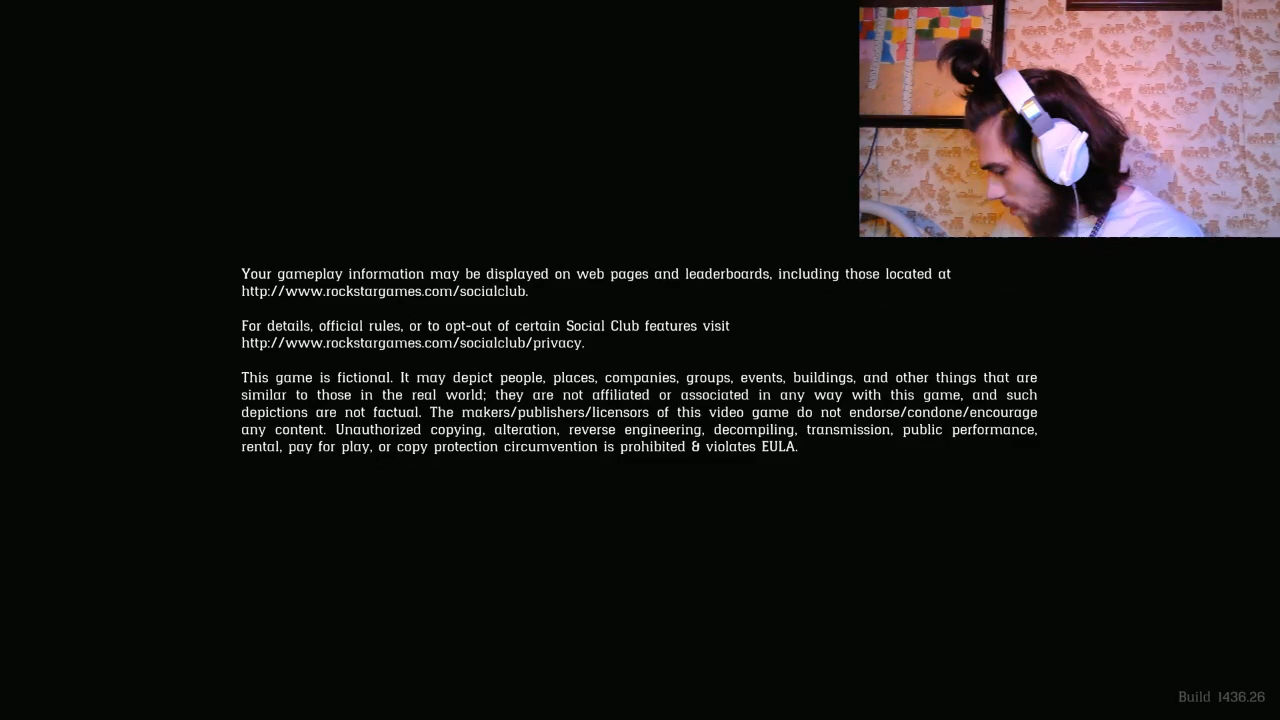 Your gameplay information may be displayed on web pages and leaderboards, including those located at
http://www.rockstargames.com/socialclub.
For details, official rules, or to opt-out of certain Social Club features visit
http://www.rockstargames.com/socialclub/privacy.
This game is fictional. It may depict people, places, companies, groups, events, buildings, and other things that are
similar to those in the real world; they are not affiliated or associated in any way with this game, and such
depictions are not factual. The makers/publishers/licensors of this video game do not endorse/condone/encourage
any content. Unauthorized copying, alteration, reverse engineering, decompiling, transmission, public performance,
rental, pay for play, or copy protection circumvention is prohibited & violates EULA.
Build 1436.26